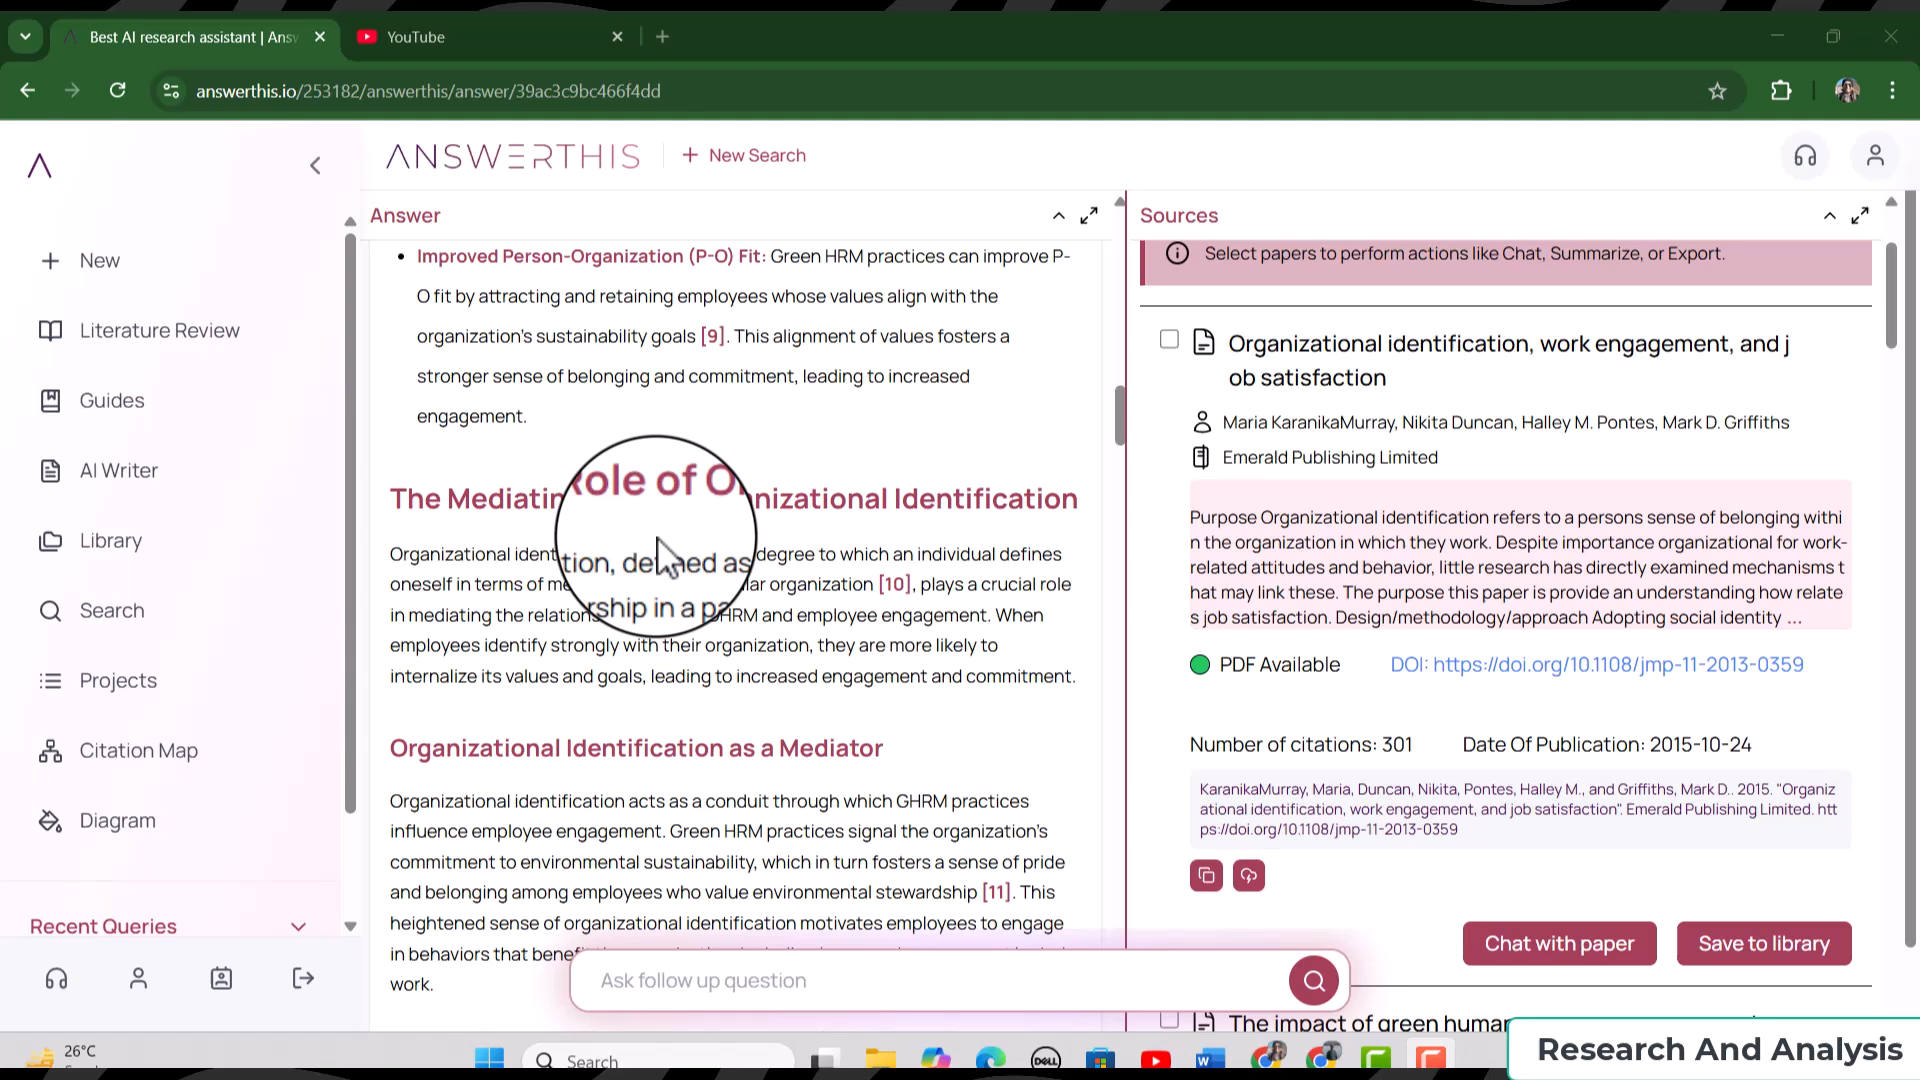 Best AI research assistant | Answ
YouTube
answerthis.io/253182/answerthis/answer/39ac3c9bc466f4dd
ANSWERTHIS
New Search
New
Literature Review
Guides
AI Writer
Library
Search
Projects
Citation Map
Diagram
Recent Queries
Answer
Improved Person-Organization (P-O) Fit: Green HRM practices can improve P-
O fit by attracting and retaining employees whose values align with the
organization's sustainability goals [9]. This alignment of values fosters a
stronger sense of belonging and commitment, leading to increased
engagement.
The Mediatin Role of O nizational Identification
Organizational ident tion, defined as degree to which an individual defines
oneself in terms of me rship in a pa lar organization [10], plays a crucial role
in mediating the relations HRM and employee engagement. When
employees identify strongly with their organization, they are more likely to
internalize its values and goals, leading to increased engagement and commitment.
Organizational Identification as a Mediator
Organizational identification acts as a conduit through which GHRM practices
influence employee engagement. Green HRM practices signal the organization's
commitment to environmental sustainability, which in turn fosters a sense of pride
and belonging among employees who value environmental stewardship [11]. This
heightened sense of organizational identification motivates employees to engage
in behaviors that benefit
work.
Ask follow up question
Sources
Select papers to perform actions like Chat, Summarize, or Export.
Organizational identification, work engagement, and j
ob satisfaction
Maria KaranikaMurray, Nikita Duncan, Halley M. Pontes, Mark D. Griffiths
Emerald Publishing Limited
Purpose Organizational identification refers to a persons sense of belonging withi
n the organization in which they work. Despite importance organizational for work-
related attitudes and behavior, little research has directly examined mechanisms t
hat may link these. The purpose this paper is provide an understanding how relate
s job satisfaction. Design/methodology/approach Adopting social identity ...
PDF Available
DOI: https://doi.org/10.1108/jmp-11-2013-0359
Number of citations: 301
Date Of Publication: 2015-10-24
KaranikaMurray, Maria, Duncan, Nikita, Pontes, Halley M., and Griffiths, Mark D.. 2015. "Organiz
ational identification, work engagement, and job satisfaction". Emerald Publishing Limited. htt
ps://doi.org/10.1108/jmp-11-2013-0359
Chat with paper
Save to library
The impact of green human
26°C
Search
DELL
Research And Analysis